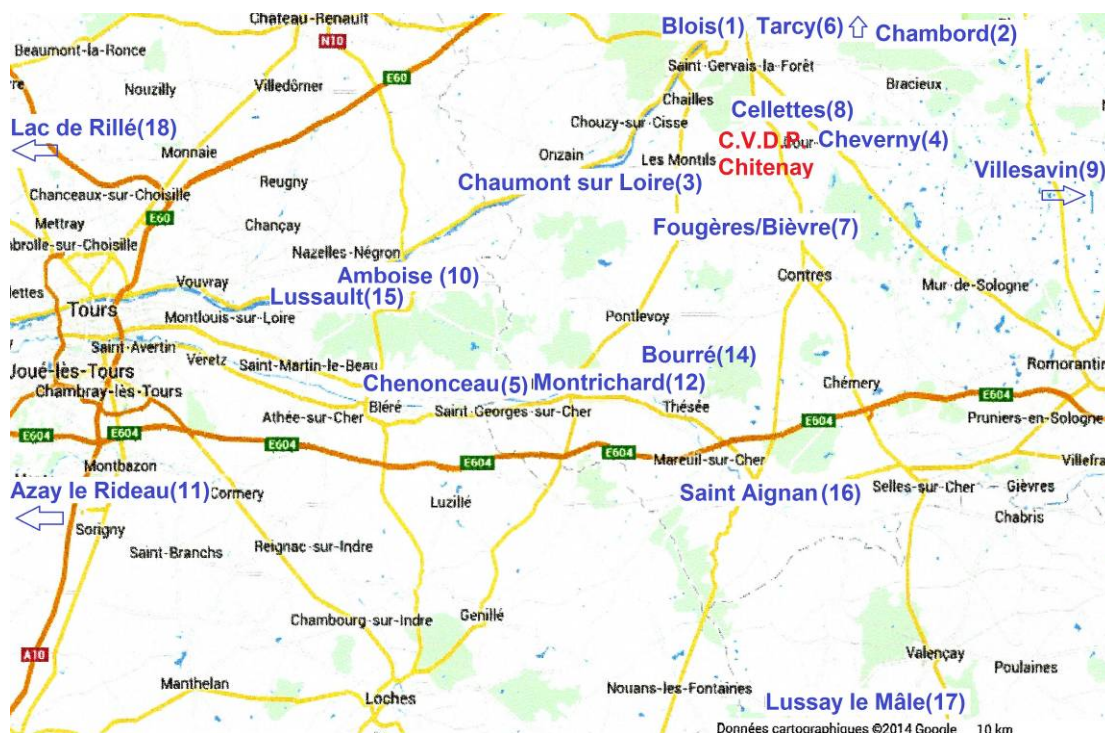 Château-Renault
Blois(1) Tarcy(6) Chambord(2)
N10
Beaumont-la-Ronce
Saint-Gervais-la-Forêt
E60
Nouzilly
Villedômer
Bracieux
Chailles
Cellettes(8)
Chouzy-sur-Cisse
Lac de Rillé(18)
Monnaie
Onzain
Les Montils
C.V.D.P.
Cheverny(4)
Chitenay
Villesavin(9)
Reugny
Chaumont sur Loire(3)
Chanceaux-sur-Choisille
E60
Mettray
Chançay
Fougères/Bièvre(7)
mbrolle-sur-Choisille
Nazelles-Négron
Amboise (10)
Contres
Vouvray
Lussault(15)
Mur-de-Sologne
lettes
Tours
Montlouis-sur-Loire
Pontlevoy
Saint-Avertin
Bourré(14)
Veretz
Saint-Martin-le-Beau
Romorantin
Joué-lès-Tours
Chambray-lès-Tours
Chenonceau(5)
Montrichard(12)
Chémery
E604
Bléré
Saint-Georges-sur-Cher
Thésée
Athée-sur-Cher
Pruniers-en-Sologne
E604
E604
E604
E604
E604
E604
Montbazon
Mareuil-sur-Cher
Villefra
Azay le Rideau(11)
Cormery
Luzillé
Saint Aignan(16)
Selles-sur-Cher
Gièvres
Chabris
Sorigny
Saint-Branchs
Reignac-sur-Indre
Chambourg-sur-Indre
Genillé
A10
Valençay
Poulaines
Manthelan
Loches
Nouans-les-Fontaines
Lussay le Mâle(17)
Données cartographiques ©2014 Google 10 km